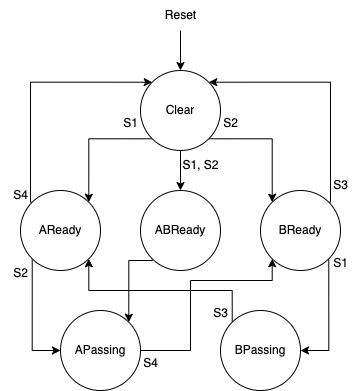 Reset
Clear
S1
S2
S1, S2
S4
S3
AReady
ABReady
BReady
S2
S1
S3
APassing
BPassing
S4